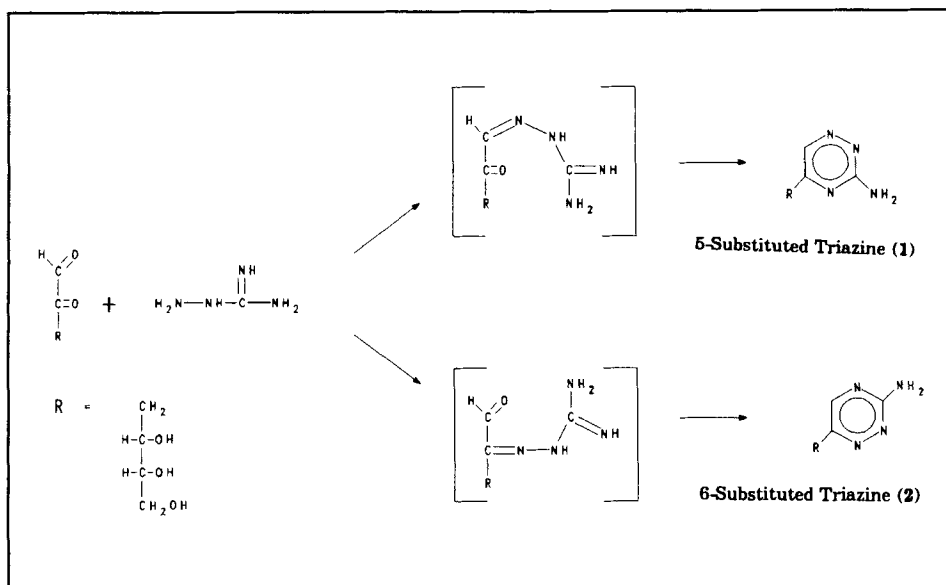 H O
C
C=O
R
+
NH
H₂N—NH—C—NH₂
R =
CH₂
H-C-OH
H-C-OH
CH₂OH
H C N NH
C=O C=NH
R NH₂
N N
R N NH₂
5-Substituted Triazine (1)
NH₂
H O C NH
C
C=N—NH
R
N NH₂
R N N
6-Substituted Triazine (2)